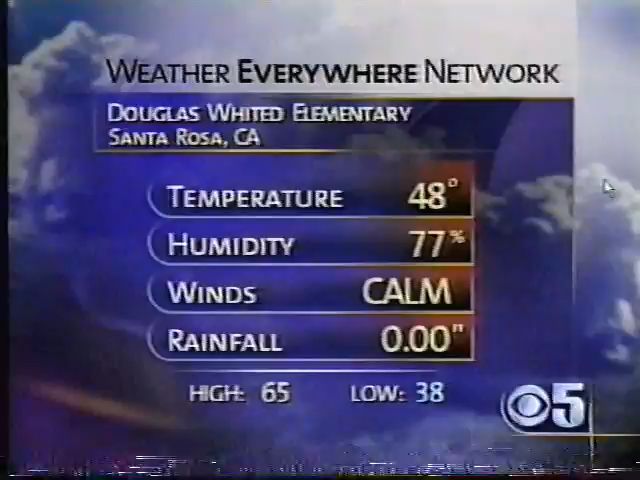 WEATHER EVERYWHERE NETWORK
DOUGLAS WHITED ELEMENTARY
SANTA ROSA, CA
TEMPERATURE 48°
HUMIDITY 77%
WINDS CALM
RAINFALL 0.00"
HIGH: 65 LOW: 38
5